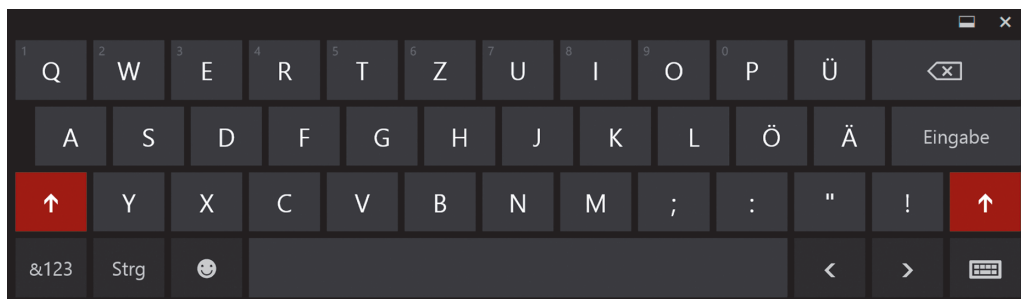 1 Q 2 W 3 E 4 R 5 T 6 Z 7 U 8 I 9 O 0 P Ü
A S D F G H J K L Ö Ä Eingabe
Y X C V B N M ; : " !
&123 Strg < >